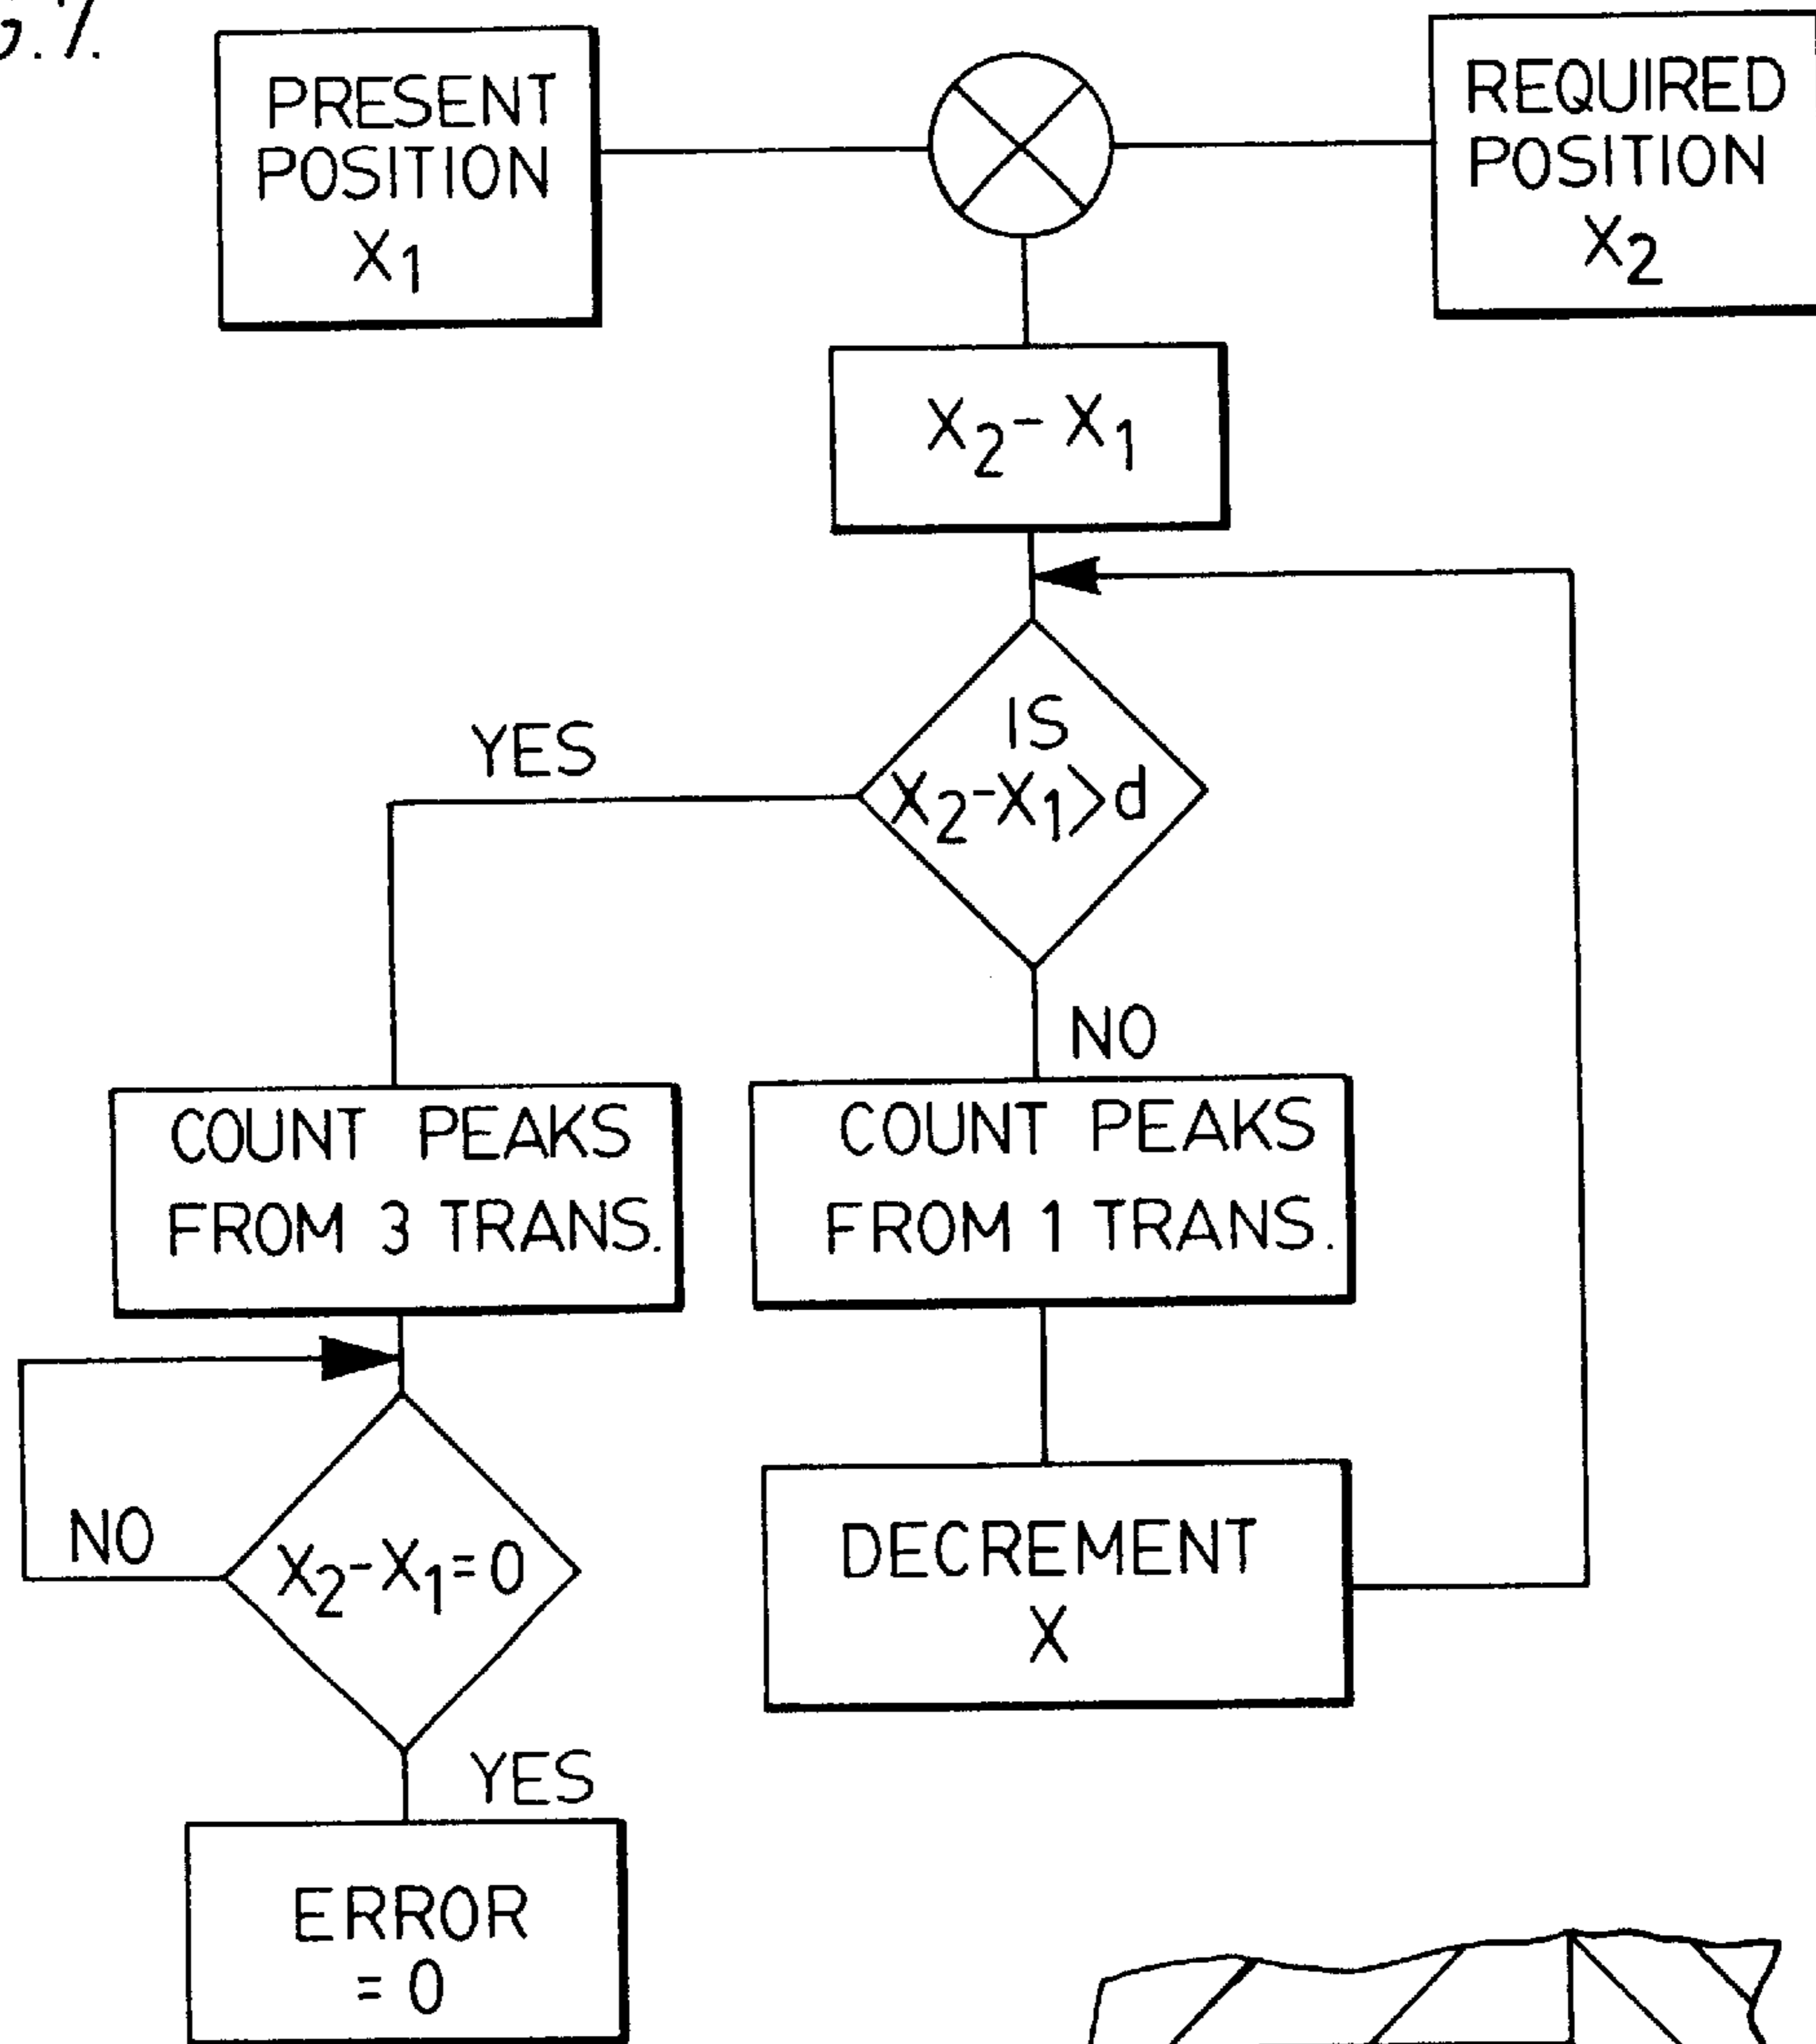 G.7.
PRESENT
POSITION
X1
REQUIRED
POSITION
X2
X2- X1
IS
X2-X1>d
YES
NO
COUNT PEAKS
FROM 3 TRANS.
COUNT PEAKS
FROM 1 TRANS.
NO
X2-X1=0
DECREMENT
X
YES
ERROR
= 0